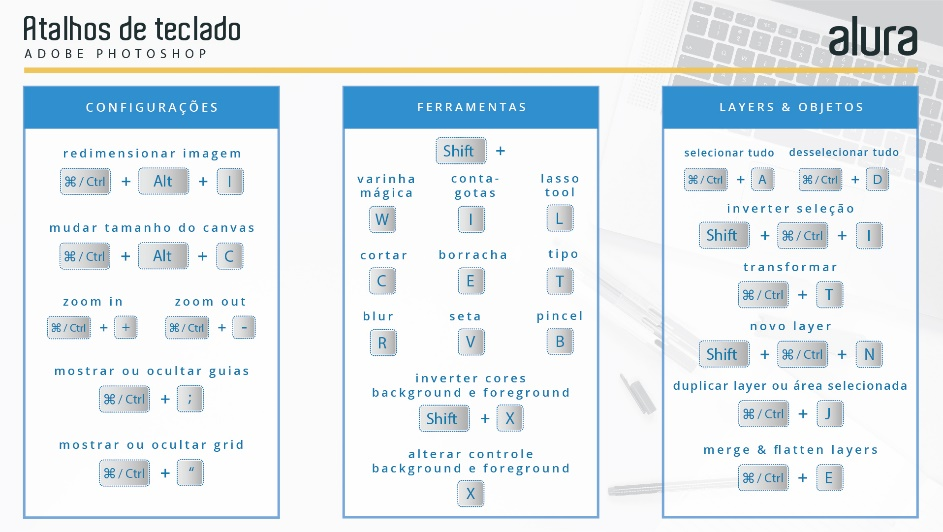 Atalhos de teclado
ADOBE PHOTOSHOP
alura
CONFIGURAÇÕES
redimensionar imagem
⌘/Ctrl + Alt + I
mudar tamanho do canvas
⌘/Ctrl + Alt + C
zoom in zoom out
⌘/Ctrl + + ⌘/Ctrl + -
mostrar ou ocultar guias
⌘/Ctrl + ;
mostrar ou ocultar grid
⌘/Ctrl + “
FERRAMENTAS
Shift +
varinha mágica conta-gotas lasso tool
W I L
cortar borracha tipo
C E T
blur seta pincel
R V B
inverter cores
background e foreground
Shift + X
alterar controle
background e foreground
X
LAYERS & OBJETOS
selecionar tudo desselecionar tudo
⌘/Ctrl + A ⌘/Ctrl + D
inverter seleção
Shift + ⌘/Ctrl + I
transformar
⌘/Ctrl + T
novo layer
Shift + ⌘/Ctrl + N
duplicar layer ou área selecionada
⌘/Ctrl + J
merge & flatten layers
⌘/Ctrl + E